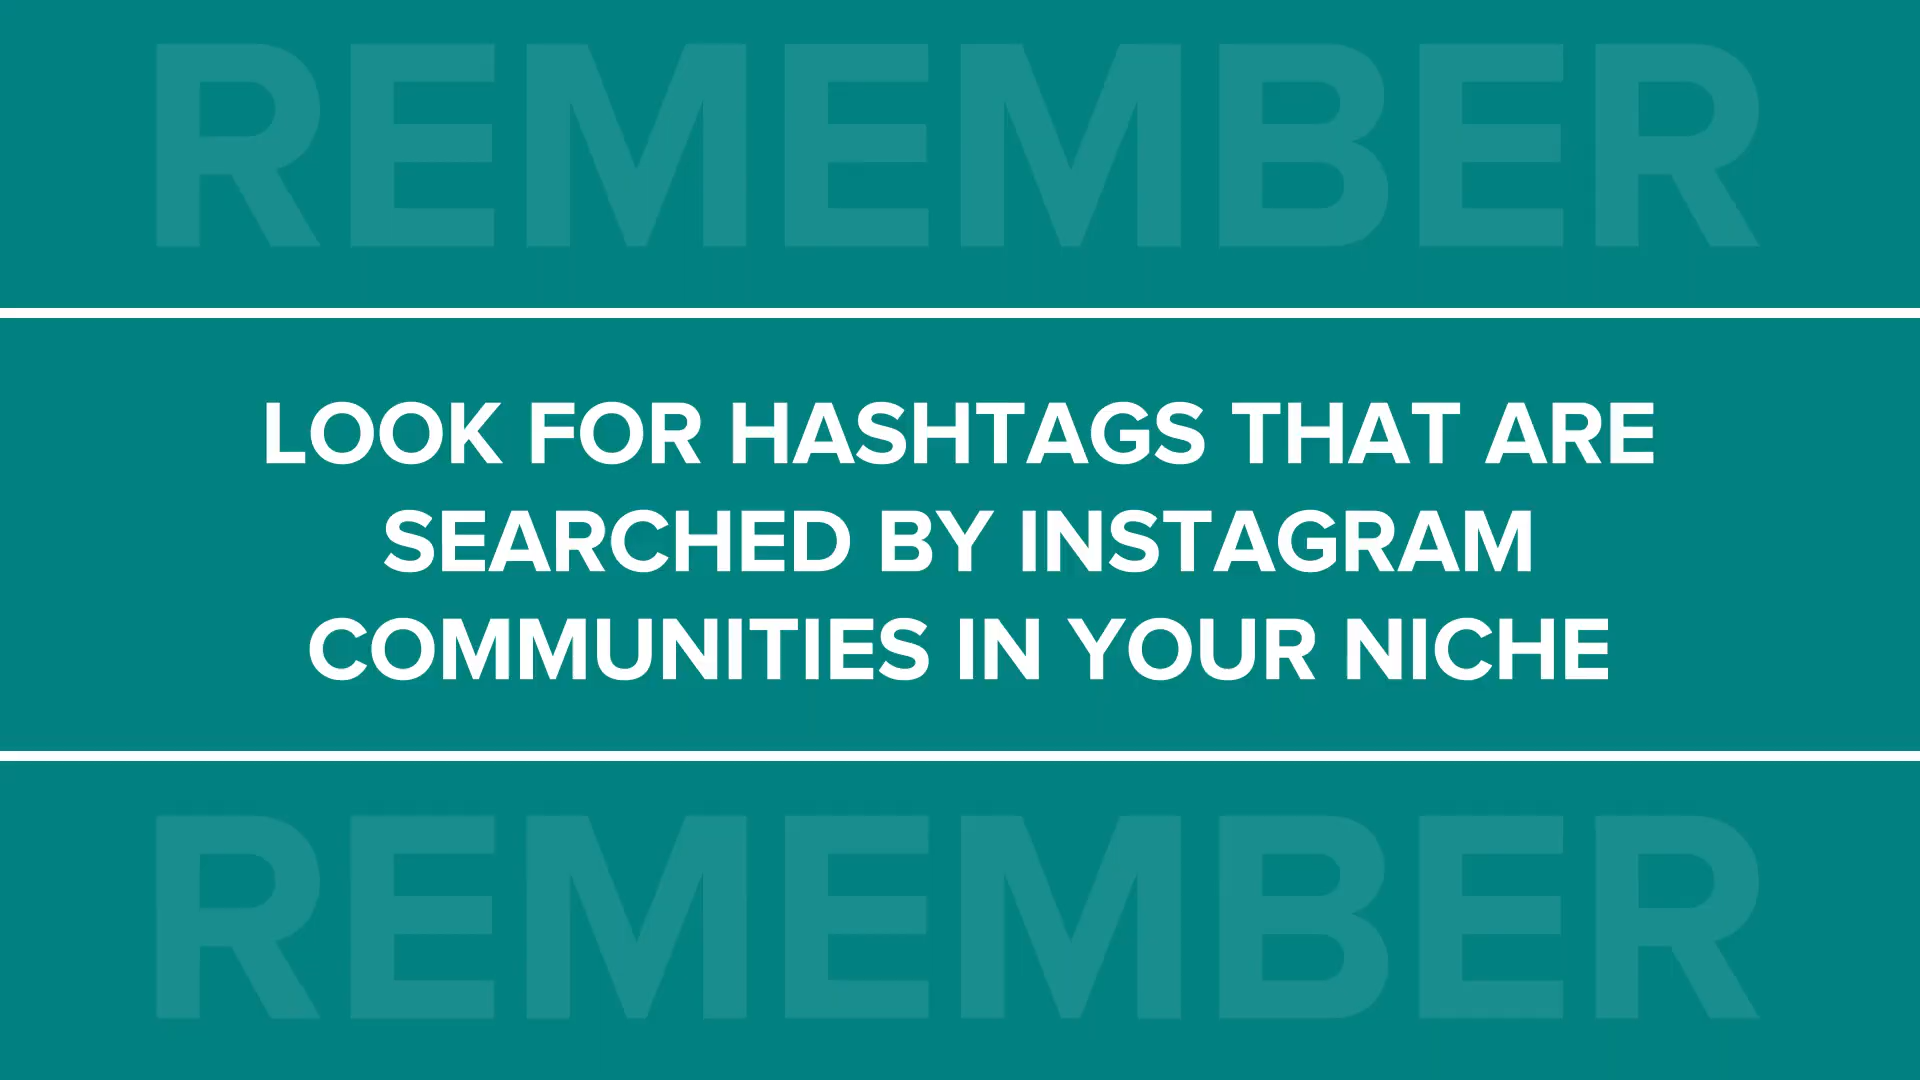 REMEMBER
LOOK FOR HASHTAGS THAT ARE
SEARCHED BY INSTAGRAM
COMMUNITIES IN YOUR NICHE
REMEMBER